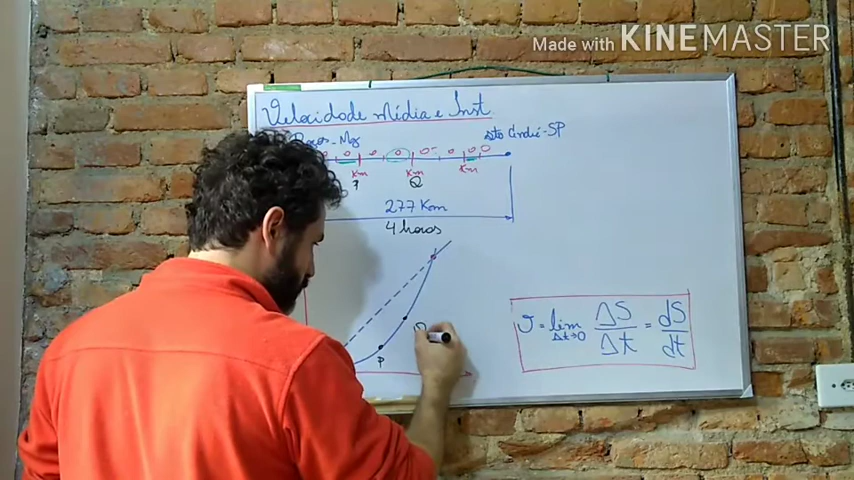 Made with KINEMASTER
Velocidade Média e Inst.
Sto André-SP
Km Km Km
P Q
277 Km
4 horas
P
v = lim Δt→0 ΔS/Δt = dS/dt